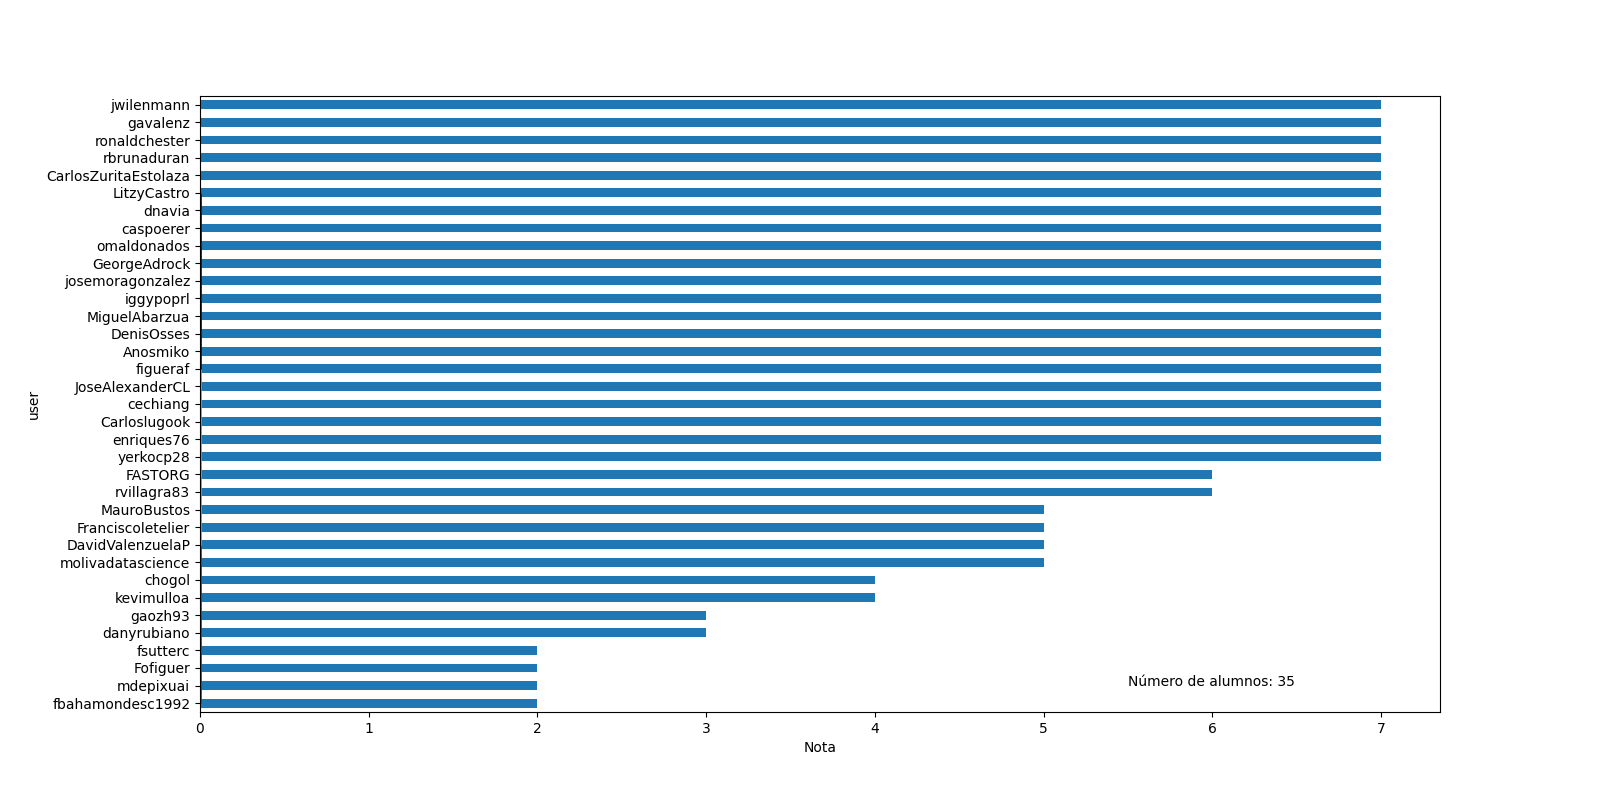 jwilenmann
gavalenz
ronaldchester
rbrunaduran
CarlosZuritaEstolaza
LitzyCastro
dnavia
caspoerer
omaldonados
GeorgeAdrock
josemoragonzalez
iggypoprl
MiguelAbarzua
DenisOsses
Anosmiko
figueraf
JoseAlexanderCL
cechiang
Carloslugook
enriques76
yerkocp28
FASTORG
rvillagra83
MauroBustos
Franciscoletelier
DavidValenzuelaP
molivadatascience
chogol
kevimulloa
gaozh93
danyrubiano
fsutterc
Fofiguer
mdepixuai
fbahamondesc1992
user
Número de alumnos: 35
0 1 2 3 4 5 6 7
Nota